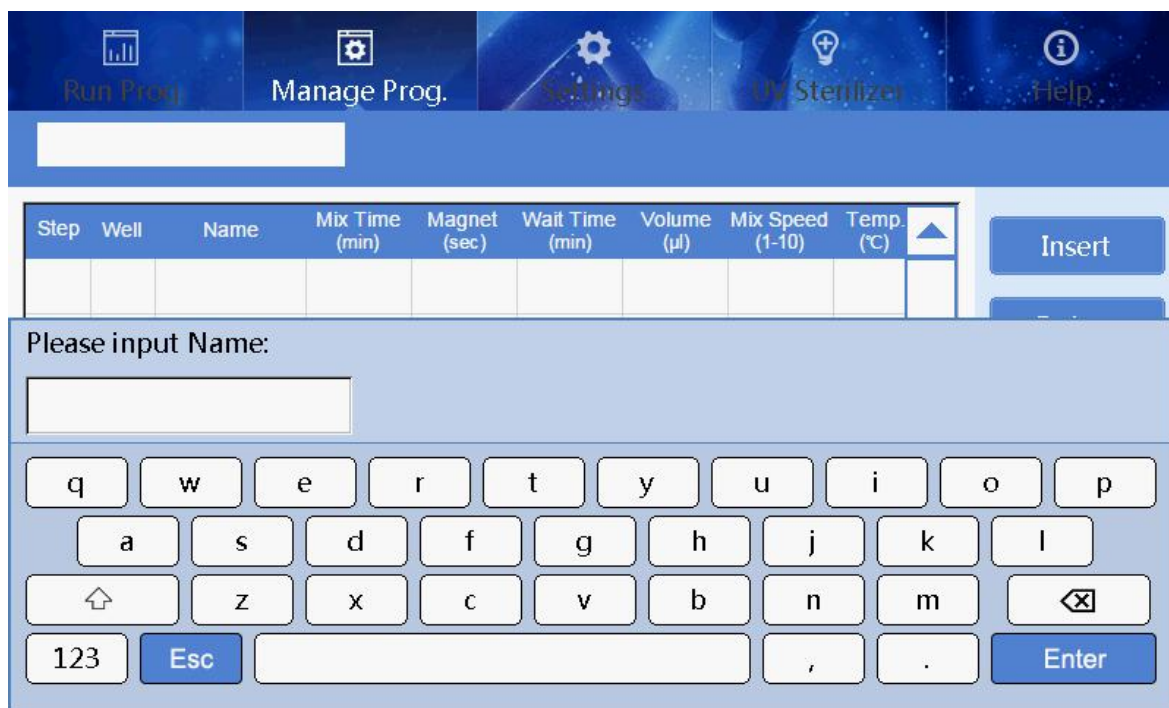 Run Prog. Manage Prog. Settings UV Sterilizer Help
Step Well Name Mix Time (min) Magnet (sec) Wait Time (min) Volume (μl) Mix Speed (1-10) Temp. (℃)
Insert
Please input Name:
q w e r t y u i o p
a s d f g h j k l
z x c v b n m
123 Esc , . Enter